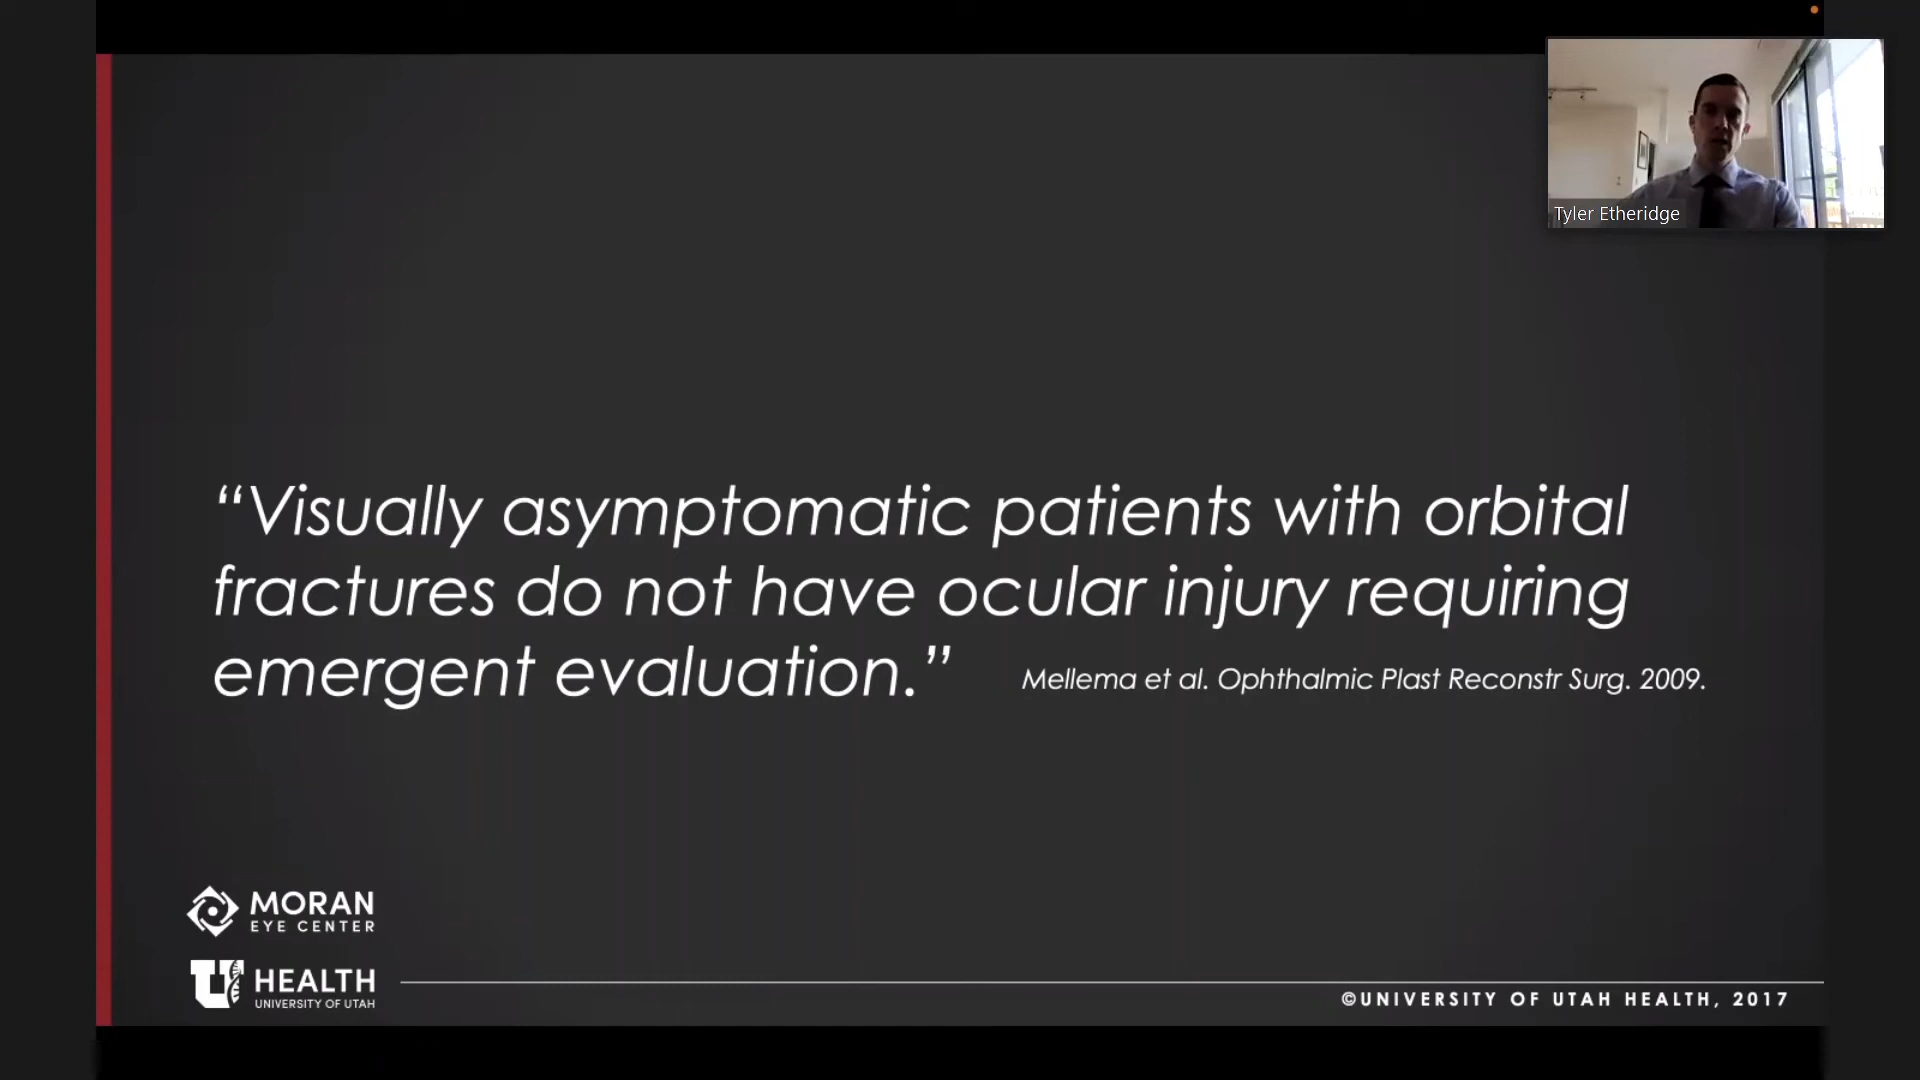 Tyler Etheridge
“Visually asymptomatic patients with orbital
fractures do not have ocular injury requiring
emergent evaluation.” Mellema et al. Ophthalmic Plast Reconstr Surg. 2009.
MORAN
EYE CENTER
U HEALTH
UNIVERSITY OF UTAH
©UNIVERSITY OF UTAH HEALTH, 2017